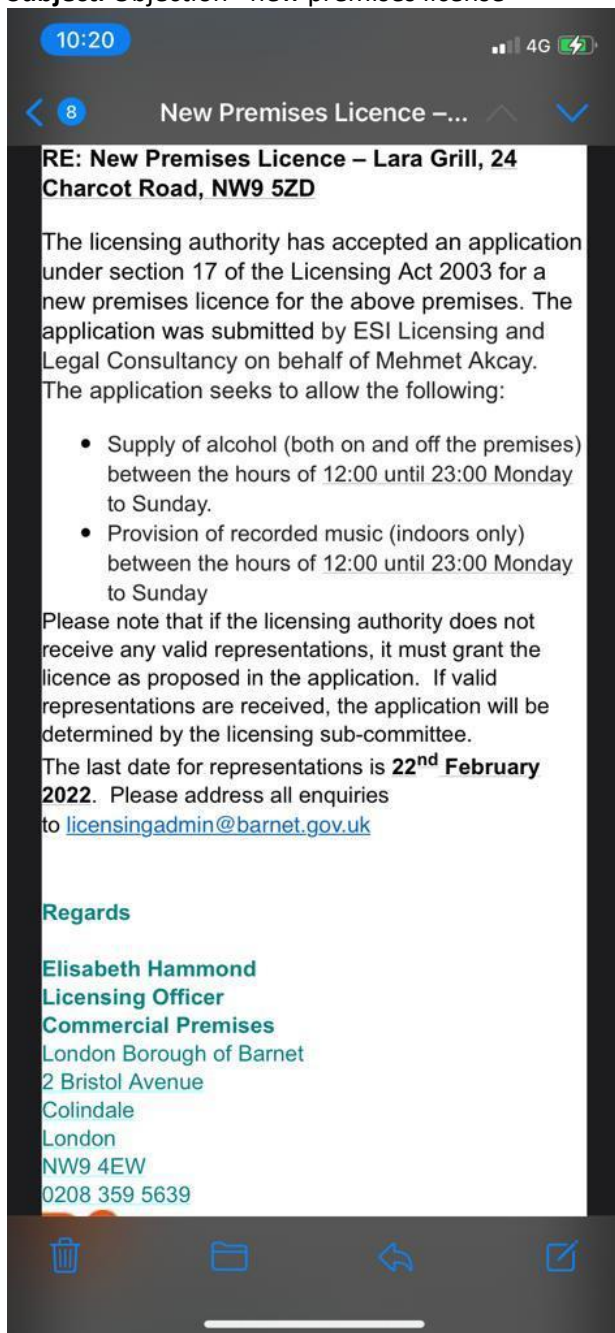 Subject: Objection - new premises license
10:20
4G
8
New Premises Licence –...
RE: New Premises Licence – Lara Grill, 24
Charcot Road, NW9 5ZD
The licensing authority has accepted an application
under section 17 of the Licensing Act 2003 for a
new premises licence for the above premises. The
application was submitted by ESI Licensing and
Legal Consultancy on behalf of Mehmet Akcay.
The application seeks to allow the following:
• Supply of alcohol (both on and off the premises)
between the hours of 12:00 until 23:00 Monday
to Sunday.
• Provision of recorded music (indoors only)
between the hours of 12:00 until 23:00 Monday
to Sunday
Please note that if the licensing authority does not
receive any valid representations, it must grant the
licence as proposed in the application. If valid
representations are received, the application will be
determined by the licensing sub-committee.
The last date for representations is 22nd February
2022. Please address all enquiries
to licensingadmin@barnet.gov.uk
Regards
Elisabeth Hammond
Licensing Officer
Commercial Premises
London Borough of Barnet
2 Bristol Avenue
Colindale
London
NW9 4EW
0208 359 5639